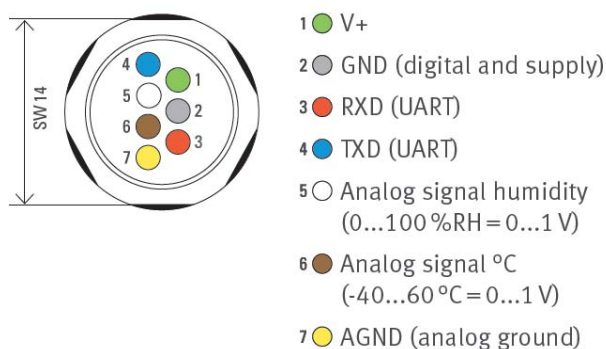 SW14
4
1
5
2
6
3
7
1 V+
2 GND (digital and supply)
3 RXD (UART)
4 TXD (UART)
5 Analog signal humidity
(0...100 %RH = 0...1 V)
6 Analog signal °C
(-40...60 °C = 0...1 V)
7 AGND (analog ground)